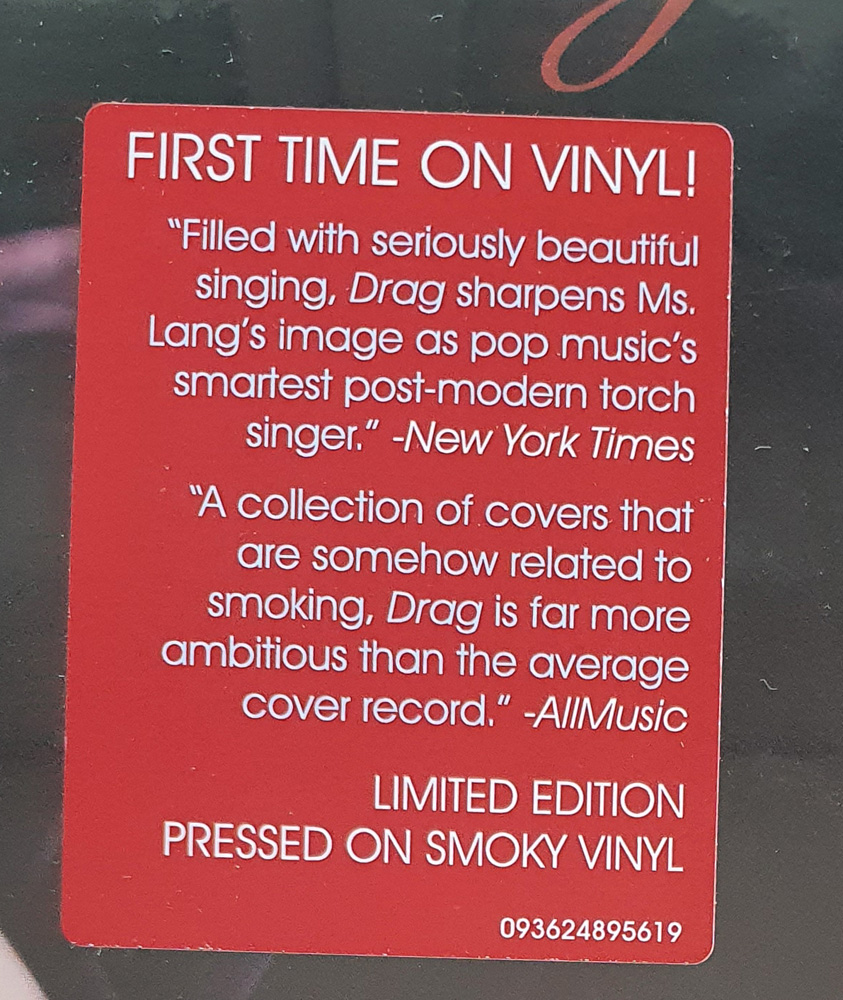 FIRST TIME ON VINYL!
“Filled with seriously beautiful
singing, Drag sharpens Ms.
Lang’s image as pop music’s
smartest post-modern torch
singer.” -New York Times
“A collection of covers that
are somehow related to
smoking, Drag is far more
ambitious than the average
cover record.” -AllMusic
LIMITED EDITION
PRESSED ON SMOKY VINYL
093624895619